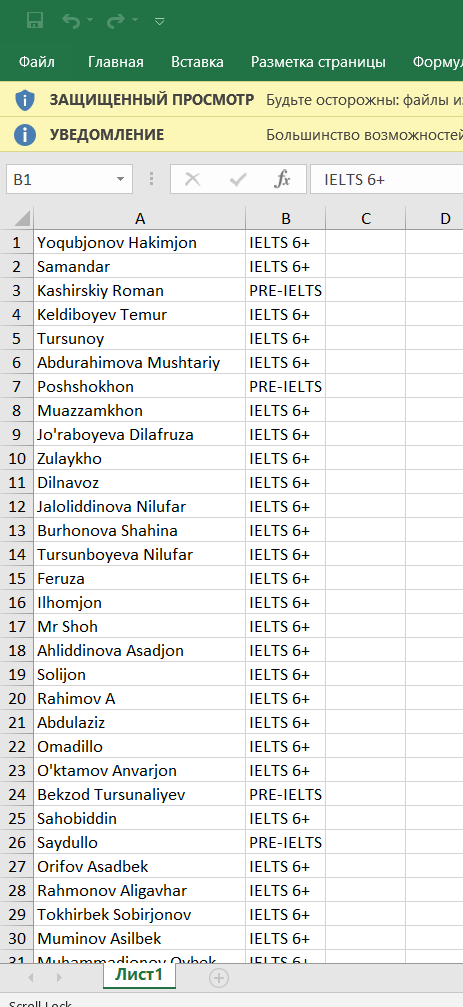 Файл Главная Вставка Разметка страницы Формул
ЗАЩИЩЕННЫЙ ПРОСМОТР Будьте осторожны: файлы из
УВЕДОМЛЕНИЕ Большинство возможностей
B1 fx IELTS 6+
A B C D
1 Yoqubjonov Hakimjon IELTS 6+
2 Samandar IELTS 6+
3 Kashirskiy Roman PRE-IELTS
4 Keldiboyev Temur IELTS 6+
5 Tursunoy IELTS 6+
6 Abdurahimova Mushtariy IELTS 6+
7 Poshshokhon PRE-IELTS
8 Muazzamkhon IELTS 6+
9 Jo'raboyeva Dilafruza IELTS 6+
10 Zulaykho IELTS 6+
11 Dilnavoz IELTS 6+
12 Jaloliddinova Nilufar IELTS 6+
13 Burhonova Shahina IELTS 6+
14 Tursunboyeva Nilufar IELTS 6+
15 Feruza IELTS 6+
16 Ilhomjon IELTS 6+
17 Mr Shoh IELTS 6+
18 Ahliddinova Asadjon IELTS 6+
19 Solijon IELTS 6+
20 Rahimov A IELTS 6+
21 Abdulaziz IELTS 6+
22 Omadillo IELTS 6+
23 O'ktamov Anvarjon IELTS 6+
24 Bekzod Tursunaliyev PRE-IELTS
25 Sahobiddin IELTS 6+
26 Saydullo PRE-IELTS
27 Orifov Asadbek IELTS 6+
28 Rahmonov Aligavhar IELTS 6+
29 Tokhirbek Sobirjonov IELTS 6+
30 Muminov Asilbek IELTS 6+
31 Muhammadjonov Oybek IELTS 6+
Лист1
Scroll Lock